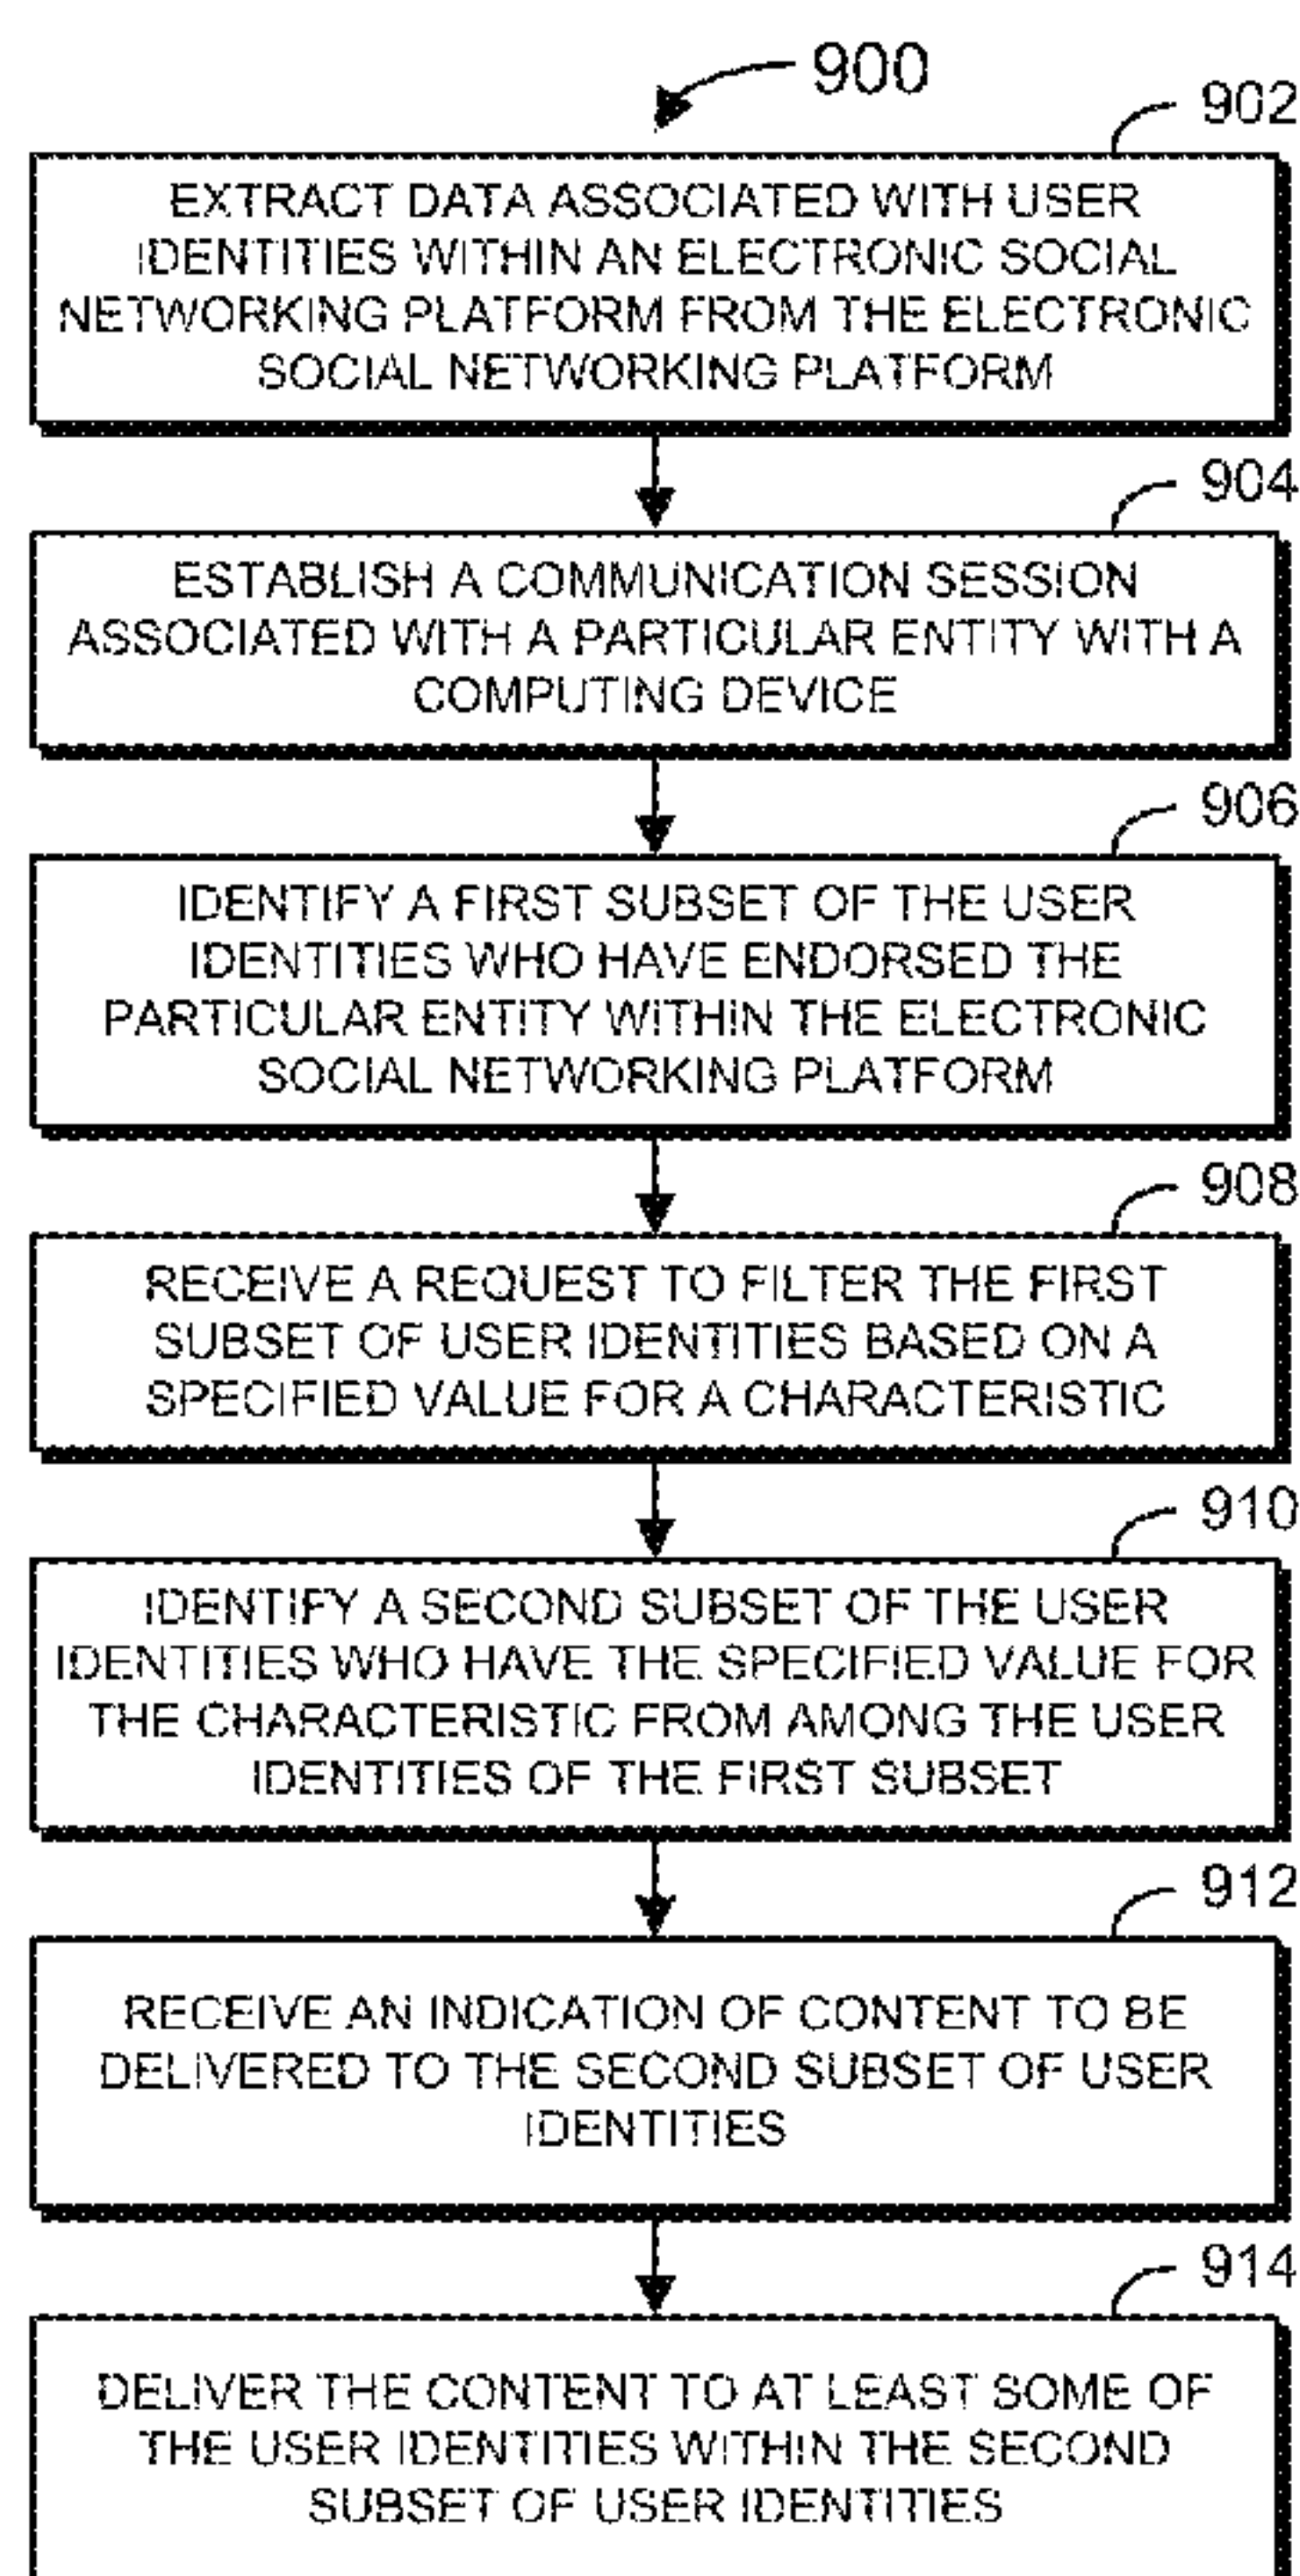 900
902
EXTRACT DATA ASSOCIATED WITH USER
IDENTITIES WITHIN AN ELECTRONIC SOCIAL
NETWORKING PLATFORM FROM THE ELECTRONIC
SOCIAL NETWORKING PLATFORM
904
ESTABLISH A COMMUNICATION SESSION
ASSOCIATED WITH A PARTICULAR ENTITY WITH A
COMPUTING DEVICE
906
IDENTIFY A FIRST SUBSET OF THE USER
IDENTITIES WHO HAVE ENDORSED THE
PARTICULAR ENTITY WITHIN THE ELECTRONIC
SOCIAL NETWORKING PLATFORM
908
RECEIVE A REQUEST TO FILTER THE FIRST
SUBSET OF USER IDENTITIES BASED ON A
SPECIFIED VALUE FOR A CHARACTERISTIC
910
IDENTIFY A SECOND SUBSET OF THE USER
IDENTITIES WHO HAVE THE SPECIFIED VALUE FOR
THE CHARACTERISTIC FROM AMONG THE USER
IDENTITIES OF THE FIRST SUBSET
912
RECEIVE AN INDICATION OF CONTENT TO BE
DELIVERED TO THE SECOND SUBSET OF USER
IDENTITIES
914
DELIVER THE CONTENT TO AT LEAST SOME OF
THE USER IDENTITIES WITHIN THE SECOND
SUBSET OF USER IDENTITIES